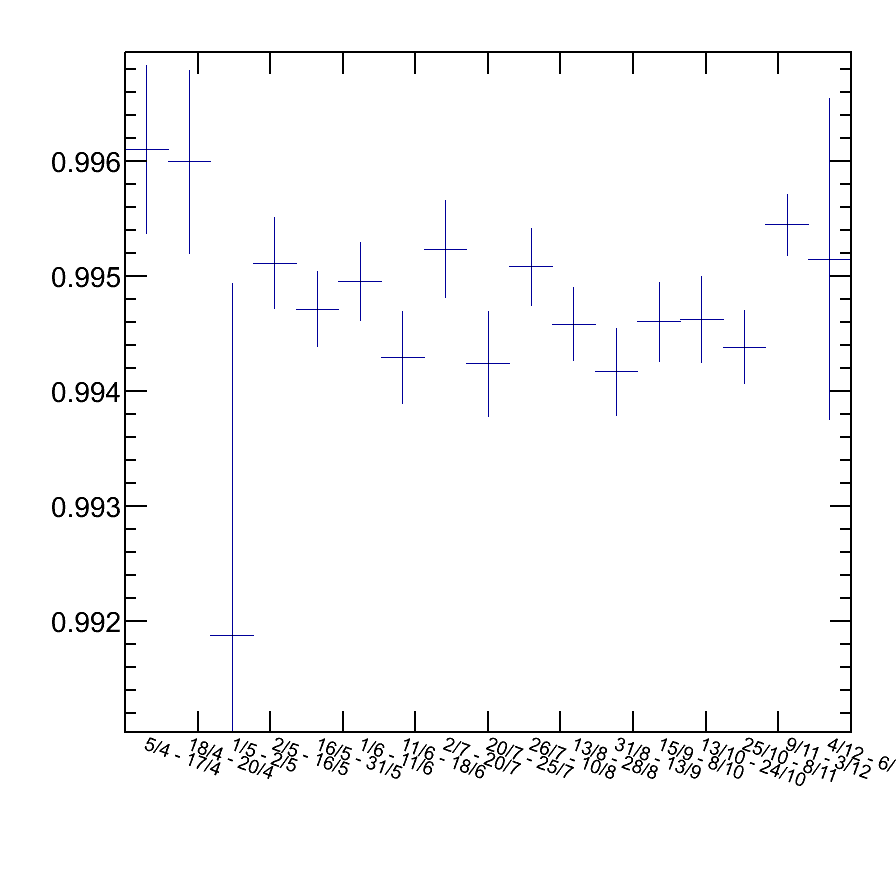 0.996
0.995
0.994
0.993
0.992
5/4 - 17/4
18/4 - 20/4
1/5 - 2/5
2/5 - 16/5
16/5 - 31/5
1/6 - 11/6
11/6 - 18/6
2/7 - 20/7
20/7 - 25/7
26/7 - 10/8
13/8 - 28/8
31/8 - 13/9
15/9 - 8/10
13/10 - 24/10
25/10 - 8/11
9/11 - 3/12
4/12 - 6/